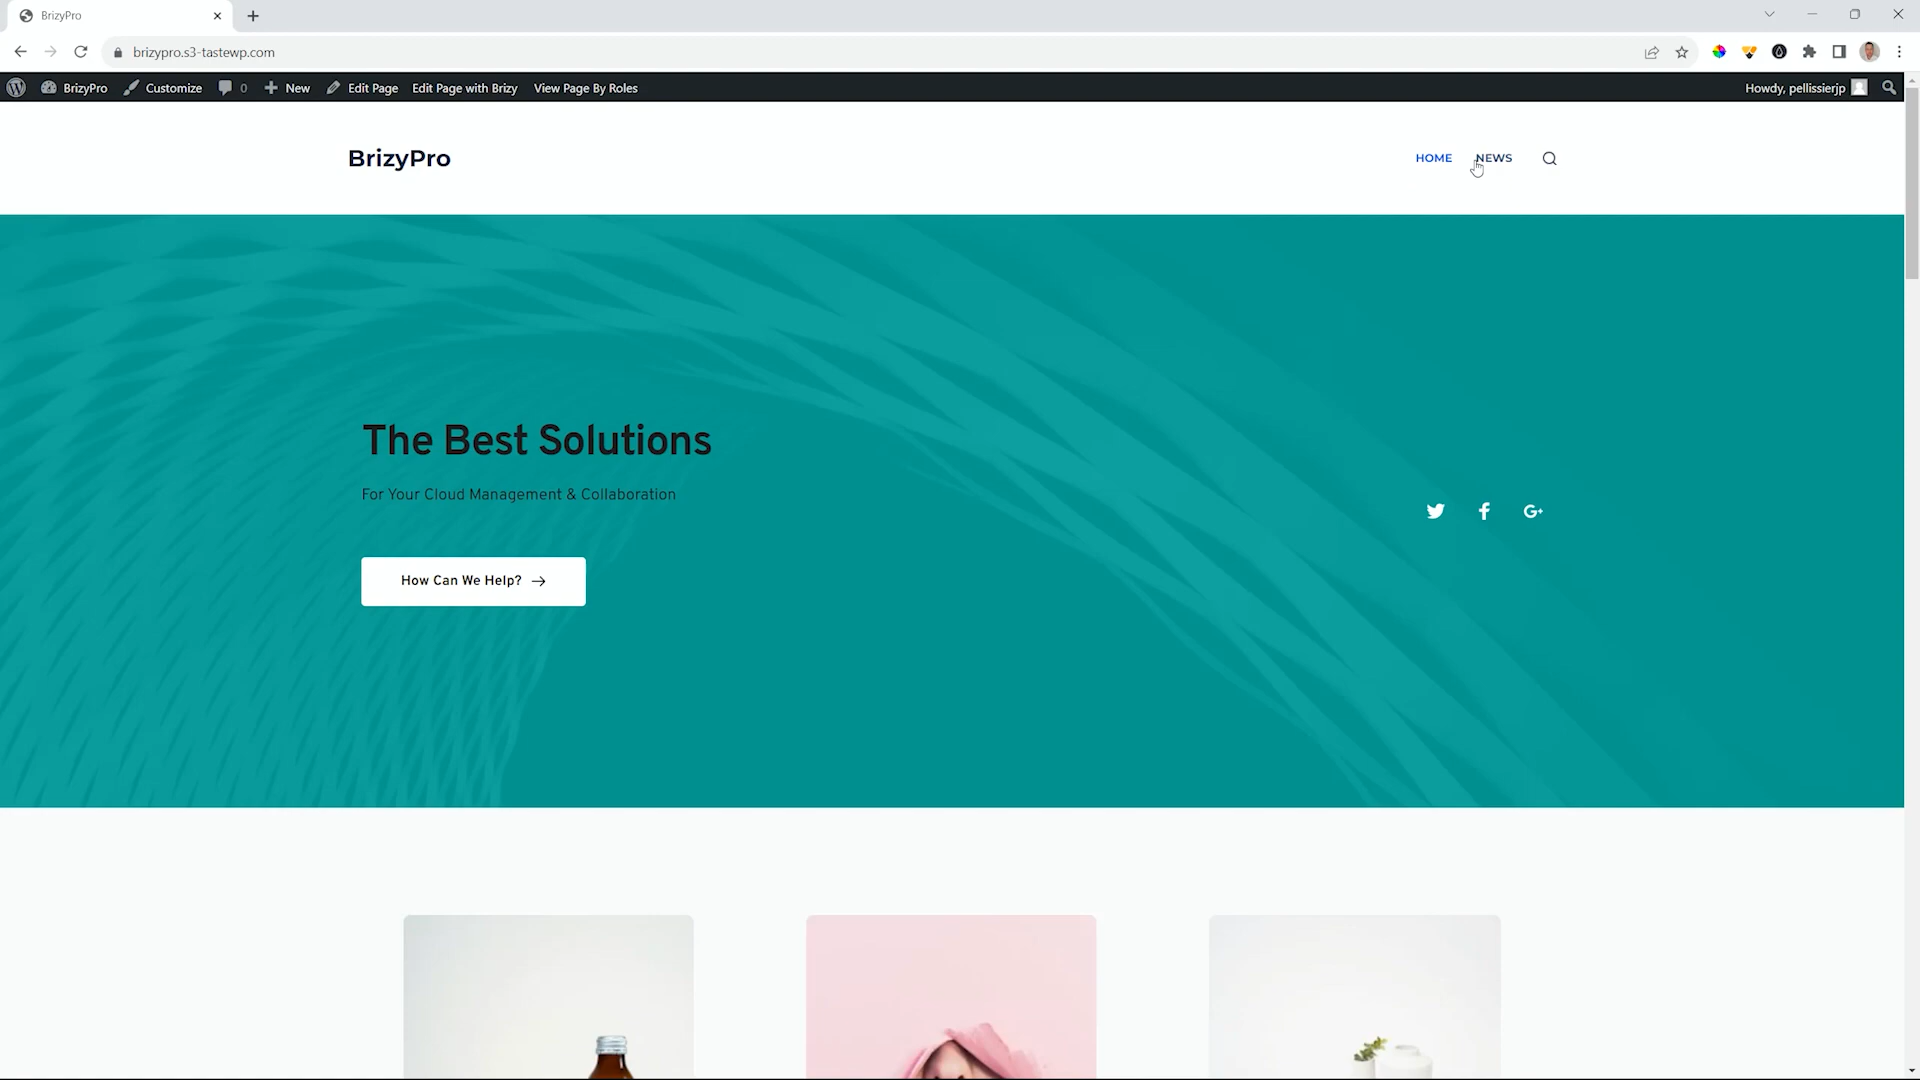 BrizyPro
brizypro.s3-tastewp.com
BrizyPro Customize 0 New Edit Page Edit Page with Brizy View Page By Roles Howdy, pellissierjp
BrizyPro HOME NEWS
The Best Solutions
For Your Cloud Management & Collaboration
How Can We Help?